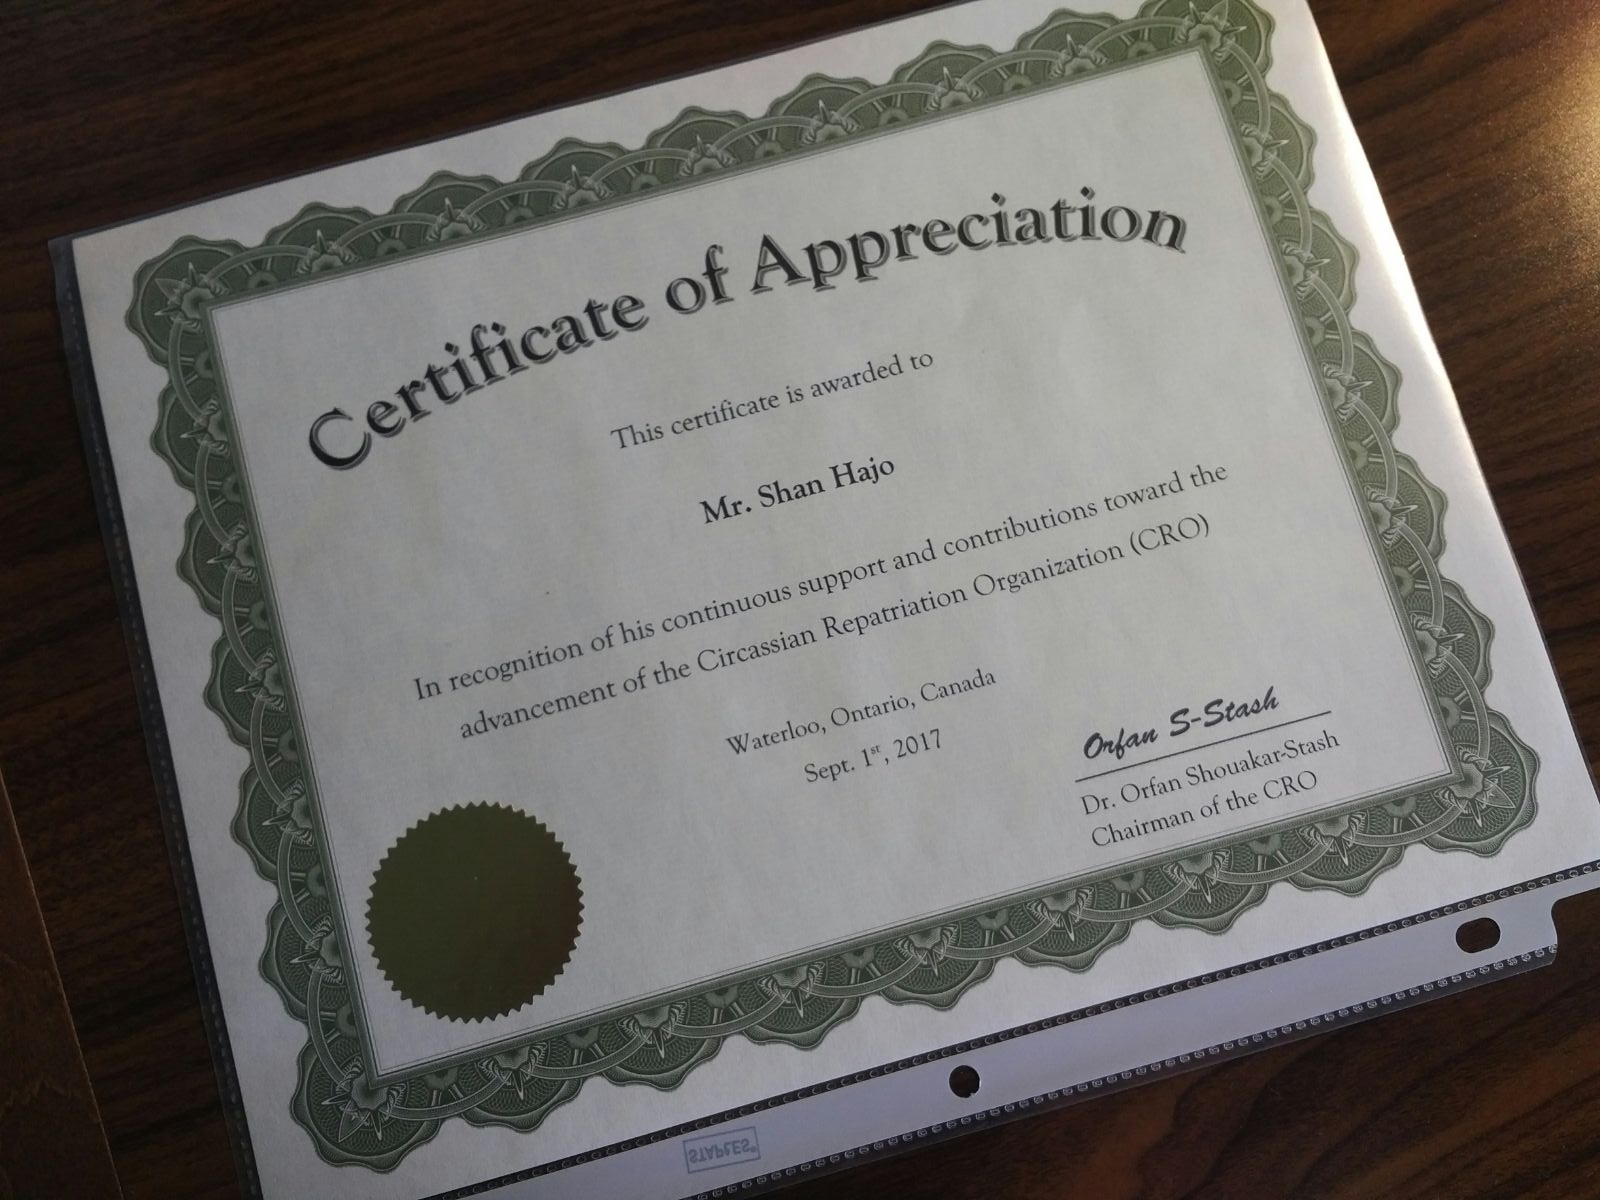 Certificate of Appreciation
This certificate is awarded to
Mr. Shan Hajo
In recognition of his continuous support and contributions toward the
advancement of the Circassian Repatriation Organization (CRO)
Waterloo, Ontario, Canada
Sept. 1st, 2017
Orfan S-Stash
Dr. Orfan Shouakar-Stash
Chairman of the CRO
STAPLES®